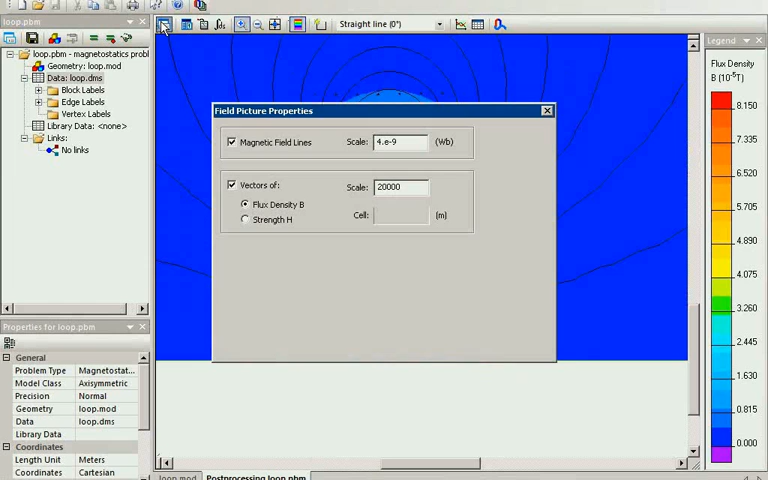 Straight line (0°)
loop.pbm
loop.pbm - magnetostatics probl
Geometry: loop.mod
Data: loop.dms
Block Labels
Edge Labels
Vertex Labels
Library Data: <none>
Links:
No links
Field Picture Properties
Magnetic Field Lines
Scale:
4.e-9
(Wb)
Vectors of:
Scale:
20000
Flux Density B
Strength H
Cell:
(m)
Legend
Flux Density
B (10⁻⁵T)
8.150
7.335
6.520
5.705
4.890
4.075
3.260
2.445
1.630
0.815
0.000
Properties for loop.pbm
General
Problem Type Magnetostat...
Model Class Axisymmetric
Precision Normal
Geometry loop.mod
Data loop.dms
Library Data
Coordinates
Length Unit Meters
Coordinates Cartesian
loop.mod
Postprocessing loop.pbm